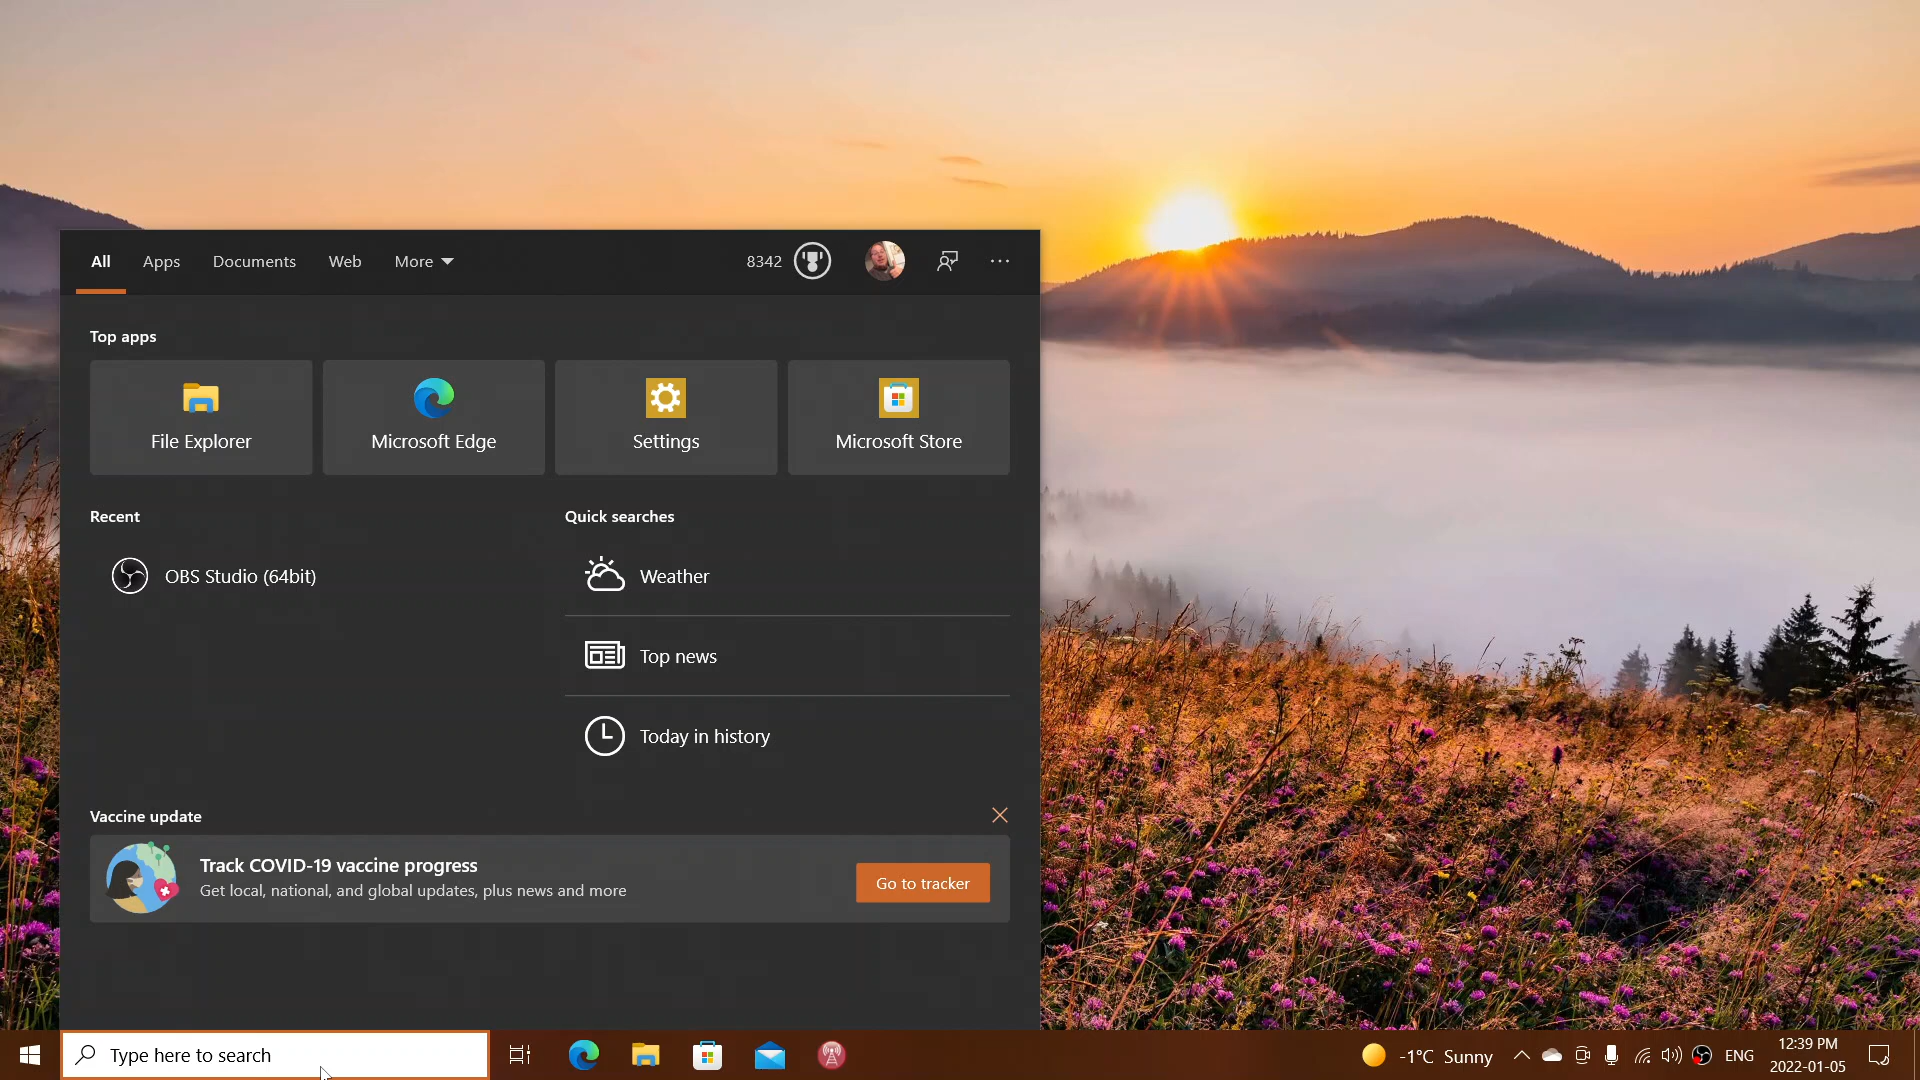 All Apps Documents Web More 8342
Top apps
File Explorer Microsoft Edge Settings Microsoft Store
Recent Quick searches
OBS Studio (64bit) Weather
Top news
Today in history
Vaccine update
Track COVID-19 vaccine progress
Get local, national, and global updates, plus news and more
Go to tracker
Type here to search
-1°C Sunny ENG
12:39 PM
2022-01-05